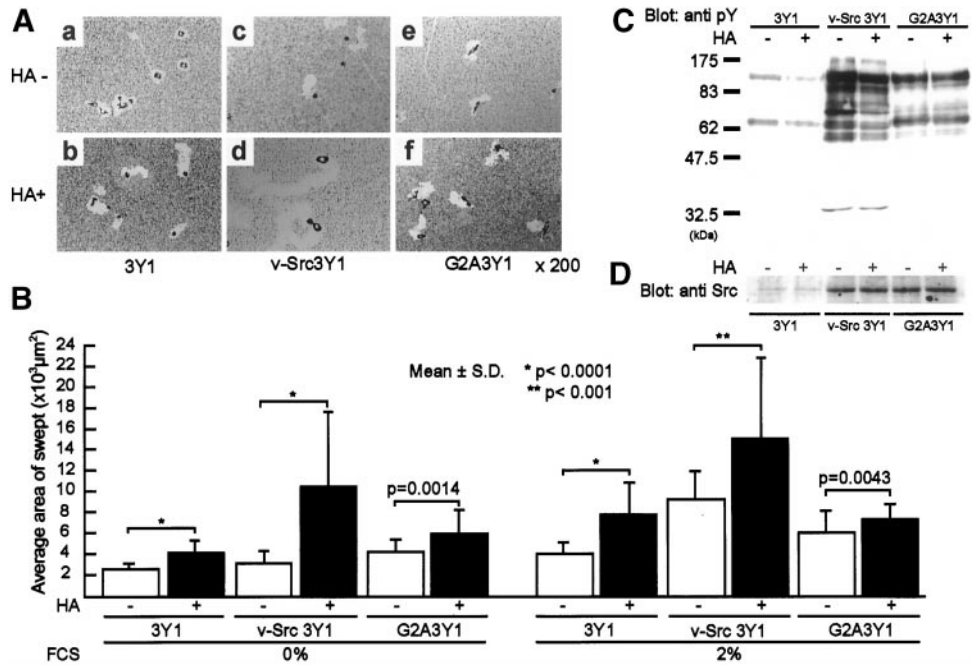 A
a
c
e
HA -
b
d
f
HA+
3Y1
v-Src3Y1
G2A3Y1
x 200
C
Blot: anti pY
3Y1
v-Src 3Y1
G2A3Y1
HA
- + - + - +
175
83
62
47.5
32.5
(kDa)
D
HA
- + - + - +
Blot: anti Src
3Y1
v-Src 3Y1
G2A3Y1
B
Average area of swept (x10³µm²)
24
22
20
18
16
14
12
10
8
6
4
2
Mean ± S.D.
* p< 0.0001
** p< 0.001
*
*
p=0.0014
*
**
p=0.0043
HA
- + - + - + - + - + - +
3Y1
v-Src 3Y1
G2A3Y1
3Y1
v-Src 3Y1
G2A3Y1
FCS
0%
2%